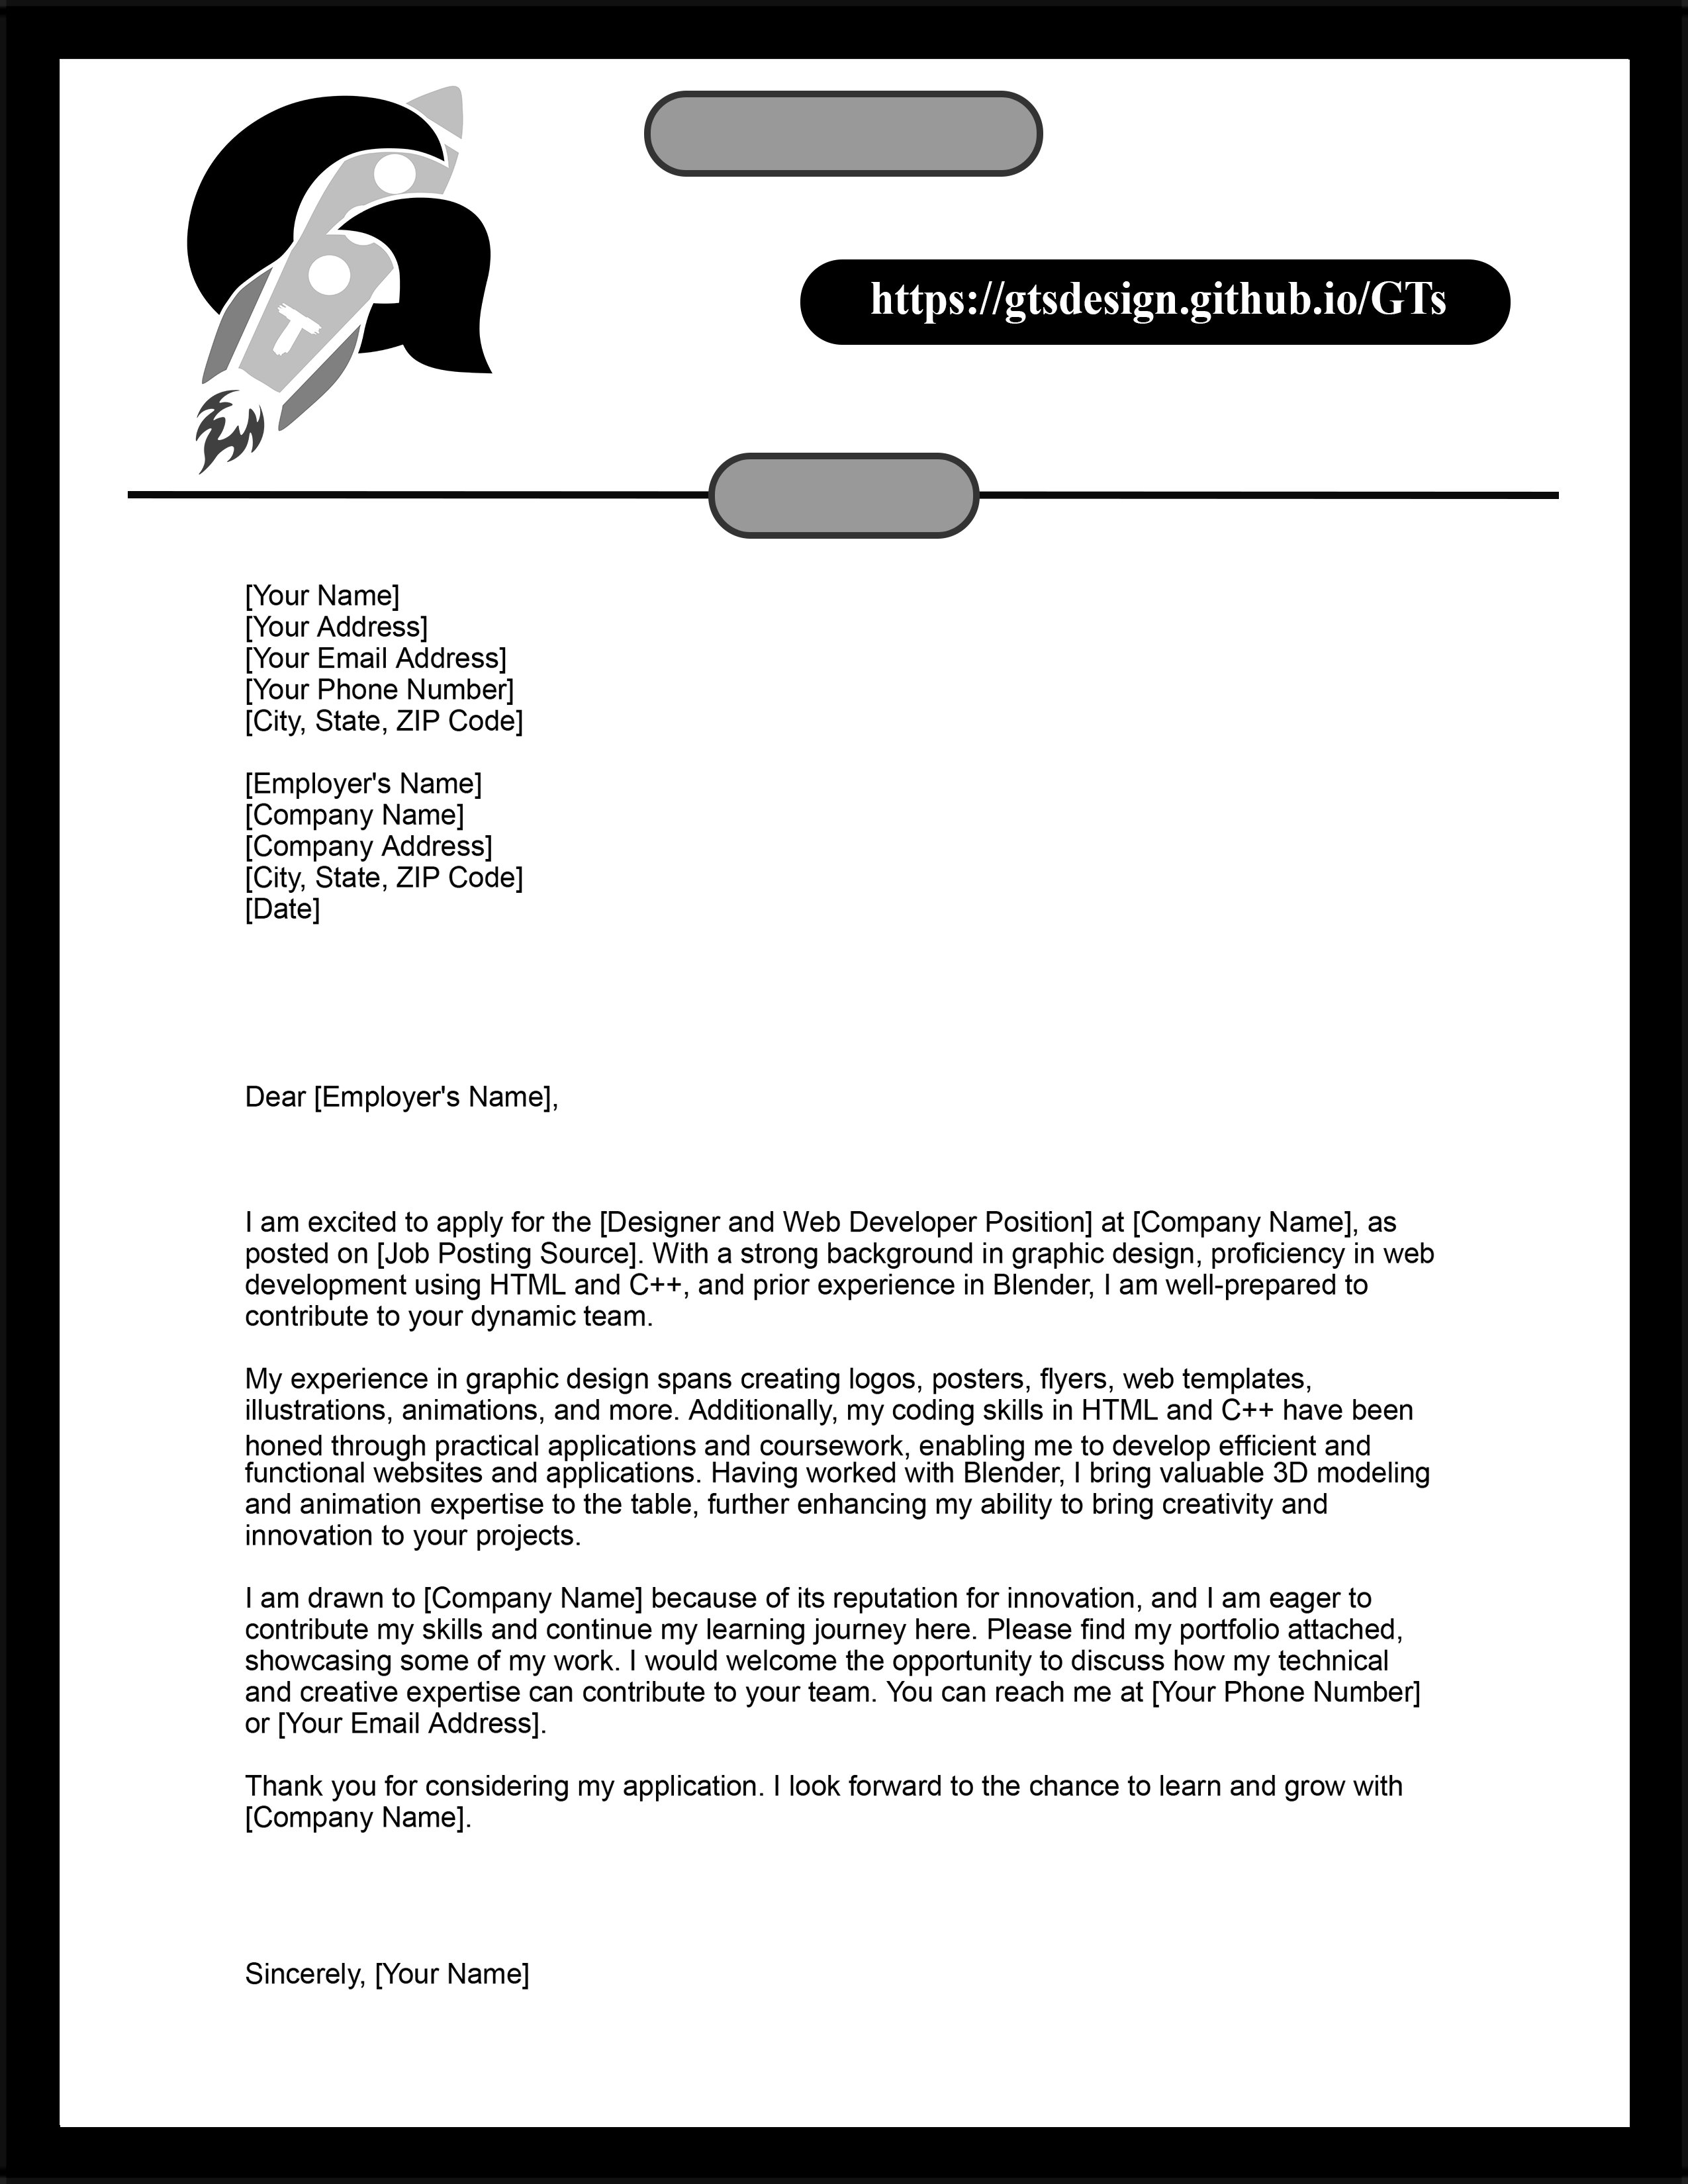 T
https://gtsdesign.github.io/GTs
[Your Name]
[Your Address]
[Your Email Address]
[Your Phone Number]
[City, State, ZIP Code]
[Employer's Name]
[Company Name]
[Company Address]
[City, State, ZIP Code]
[Date]
Dear [Employer's Name],
I am excited to apply for the [Designer and Web Developer Position] at [Company Name], as
posted on [Job Posting Source]. With a strong background in graphic design, proficiency in web
development using HTML and C++, and prior experience in Blender, I am well-prepared to
contribute to your dynamic team.
My experience in graphic design spans creating logos, posters, flyers, web templates,
illustrations, animations, and more. Additionally, my coding skills in HTML and C++ have been
honed through practical applications and coursework, enabling me to develop efficient and
functional websites and applications. Having worked with Blender, I bring valuable 3D modeling
and animation expertise to the table, further enhancing my ability to bring creativity and
innovation to your projects.
I am drawn to [Company Name] because of its reputation for innovation, and I am eager to
contribute my skills and continue my learning journey here. Please find my portfolio attached,
showcasing some of my work. I would welcome the opportunity to discuss how my technical
and creative expertise can contribute to your team. You can reach me at [Your Phone Number]
or [Your Email Address].
Thank you for considering my application. I look forward to the chance to learn and grow with
[Company Name].
Sincerely, [Your Name]